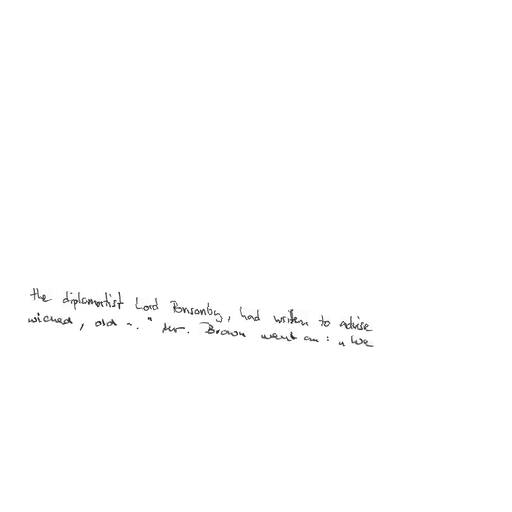 the diplomatist Lord Ponsonby, had written to advise
wicked, old ... " Mr. Brown went on : " We